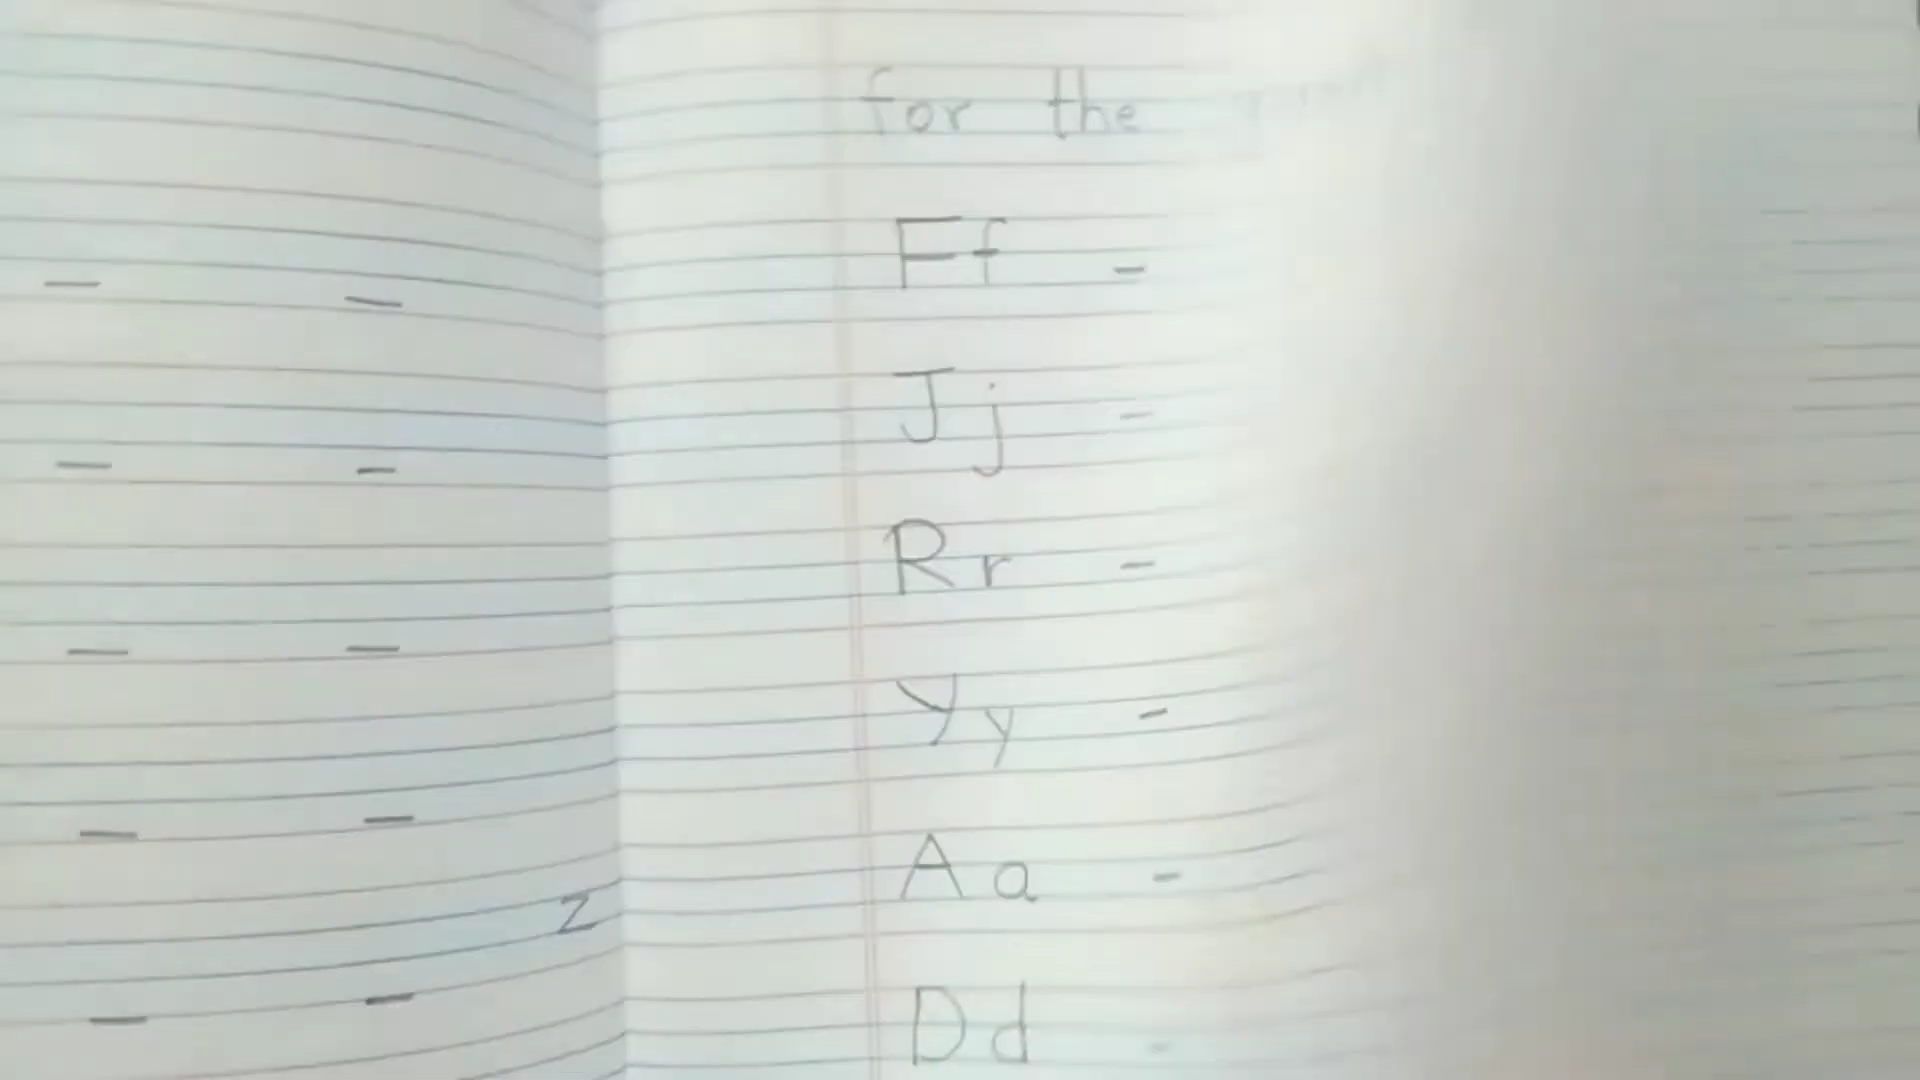 —   —
—   —
—   —
—   —
z
—   —
for the
Ff -
Jj -
Rr -
Yy -
Aa -
Dd -